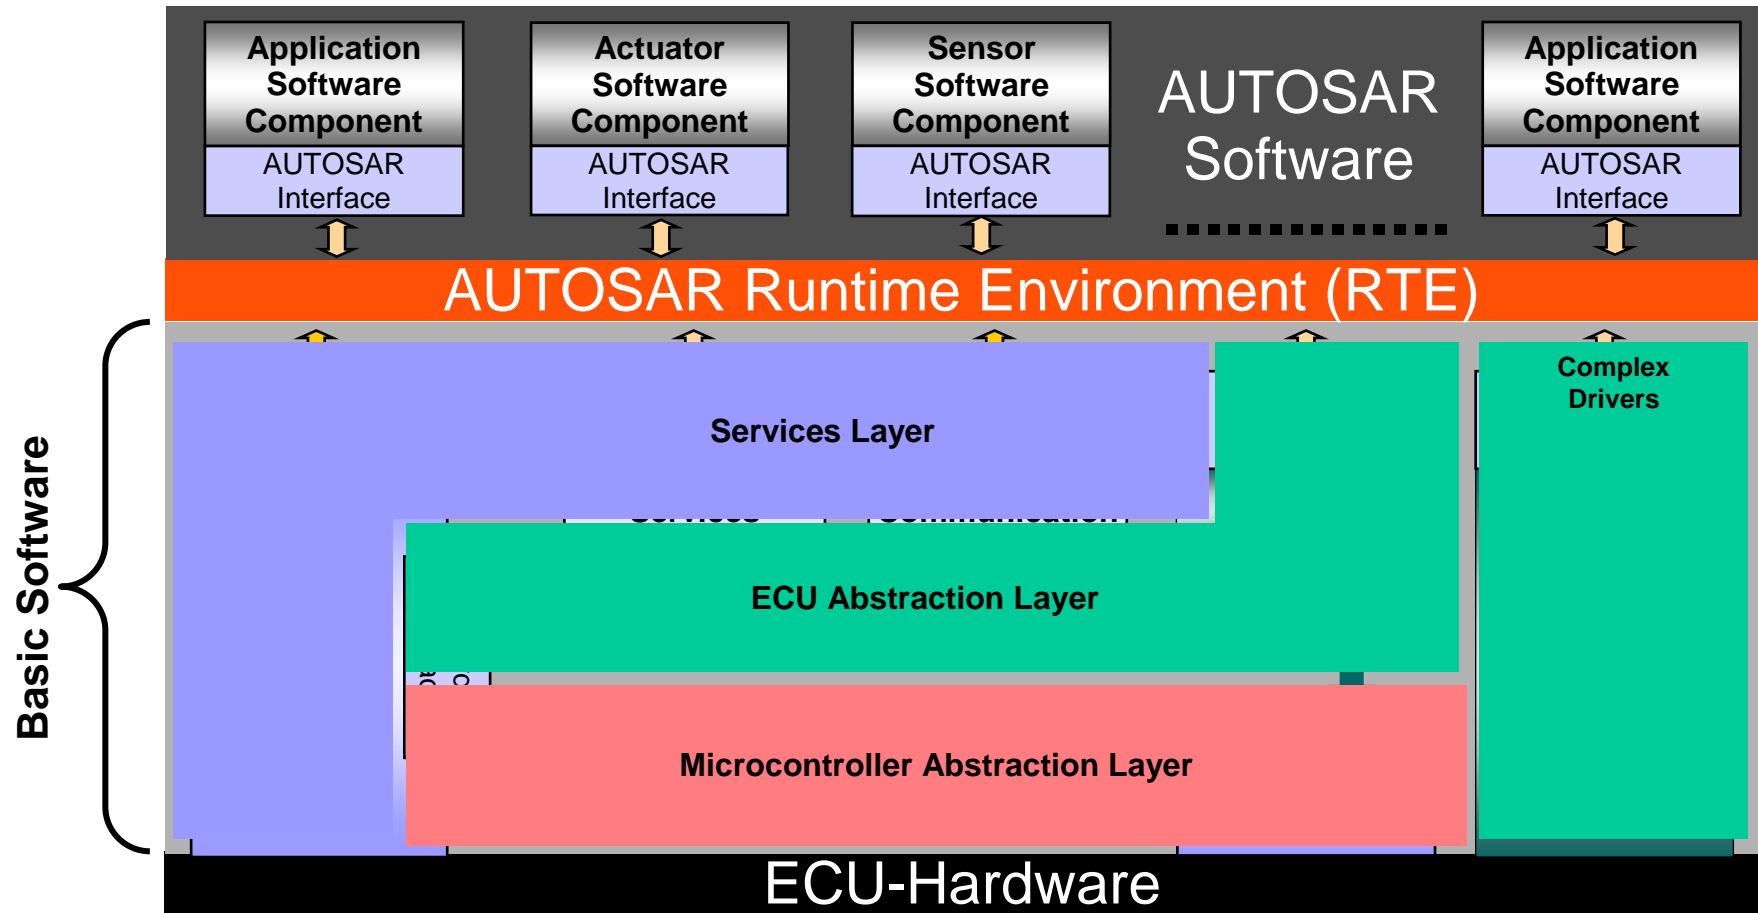 Application
Software
Component
AUTOSAR
Interface
Actuator
Software
Component
AUTOSAR
Interface
Sensor
Software
Component
AUTOSAR
Interface
AUTOSAR
Software
Application
Software
Component
AUTOSAR
Interface
AUTOSAR Runtime Environment (RTE)
Basic Software
Services Layer
Complex
Drivers
Services
Communication
ECU Abstraction Layer
Microcontroller Abstraction Layer
ECU-Hardware